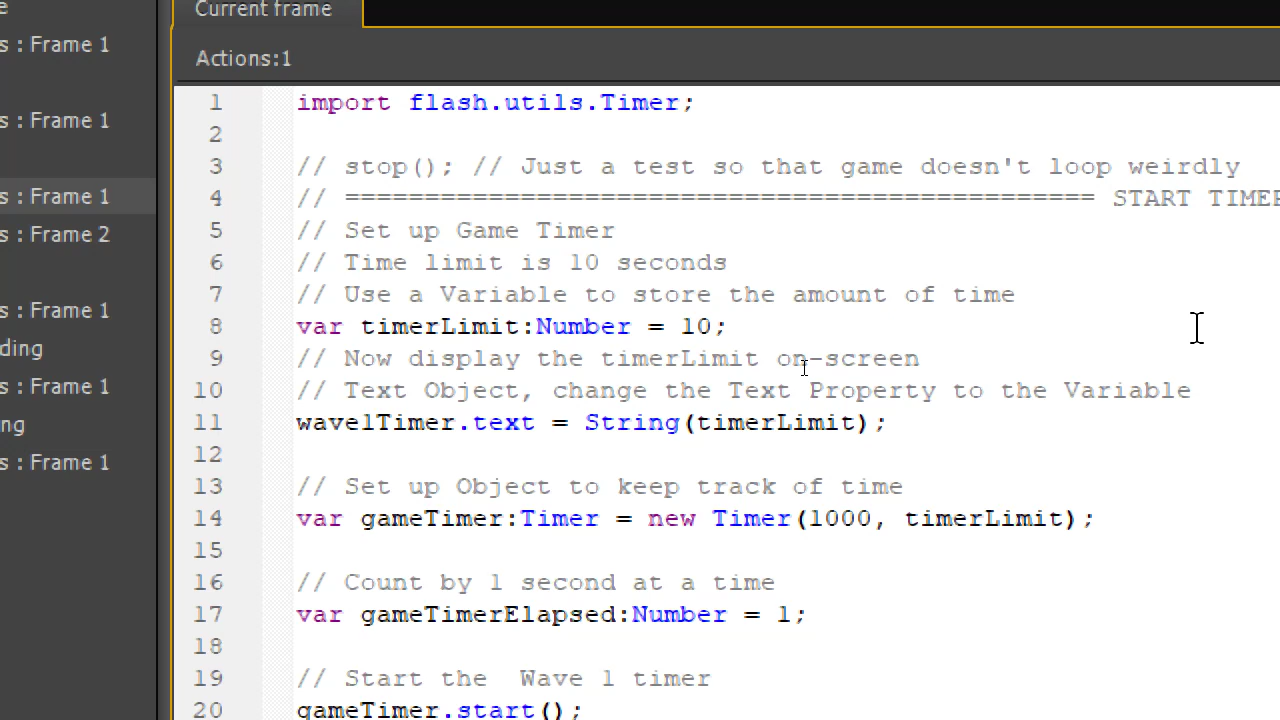 Current frame
Actions:1
s : Frame 1
s : Frame 1
s : Frame 1
s : Frame 2
s : Frame 1
ding
s : Frame 1
ng
s : Frame 1
1 import flash.utils.Timer;
2
3 // stop(); // Just a test so that game doesn't loop weirdly
4 // =============================================== START TIMER
5 // Set up Game Timer
6 // Time limit is 10 seconds
7 // Use a Variable to store the amount of time
8 var timerLimit:Number = 10;
9 // Now display the timerLimit on-screen
10 // Text Object, change the Text Property to the Variable
11 wave1Timer.text = String(timerLimit);
12
13 // Set up Object to keep track of time
14 var gameTimer:Timer = new Timer(1000, timerLimit);
15
16 // Count by 1 second at a time
17 var gameTimerElapsed:Number = 1;
18
19 // Start the  Wave 1 timer
20 gameTimer.start();